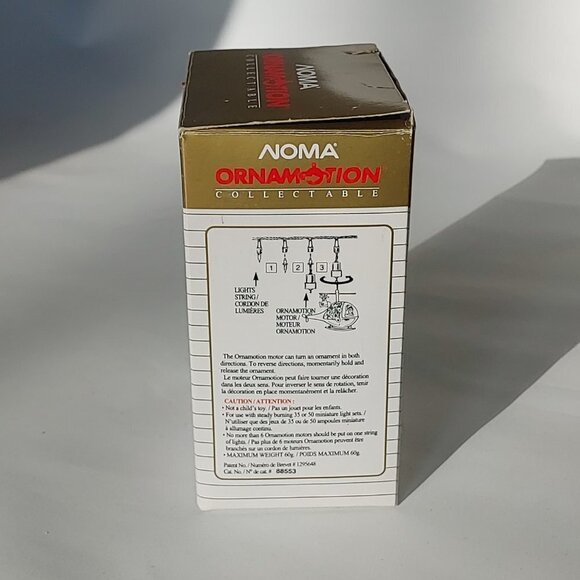 NOMA
ORNAMOTION
COLLECTABLE
NOMA®
ORNAMOTION
COLLECTABLE
1 2 3
LIGHTS
STRING /
CORDON DE
LUMIÈRES
ORNAMOTION
MOTOR /
MOTEUR
ORNAMOTION
The Ornamotion motor can turn an ornament in both
directions. To reverse directions, momentarily hold and
release the ornament.
Le moteur Ornamotion peut faire tourner une décoration
dans les deux sens. Pour inverser le sens de rotation, tenir
la décoration en place momentanément et la relâcher.
CAUTION / ATTENTION :
• Not a child's toy. / Pas un jouet pour les enfants.
• For use with steady burning 35 or 50 miniature light sets. /
N'utiliser que des jeux de 35 ou de 50 ampoules miniature
à allumage continu.
• No more than 6 Ornamotion motors should be put on one string
of lights. / Pas plus de 6 moteurs Ornamotion peuvent être
branchés sur un cordon de lumières.
• MAXIMUM WEIGHT 60g. / POIDS MAXIMUM 60g.
Patent No. / Numéro de Brevet # 1295648
Cat. No. / Nº de cat. # 88553